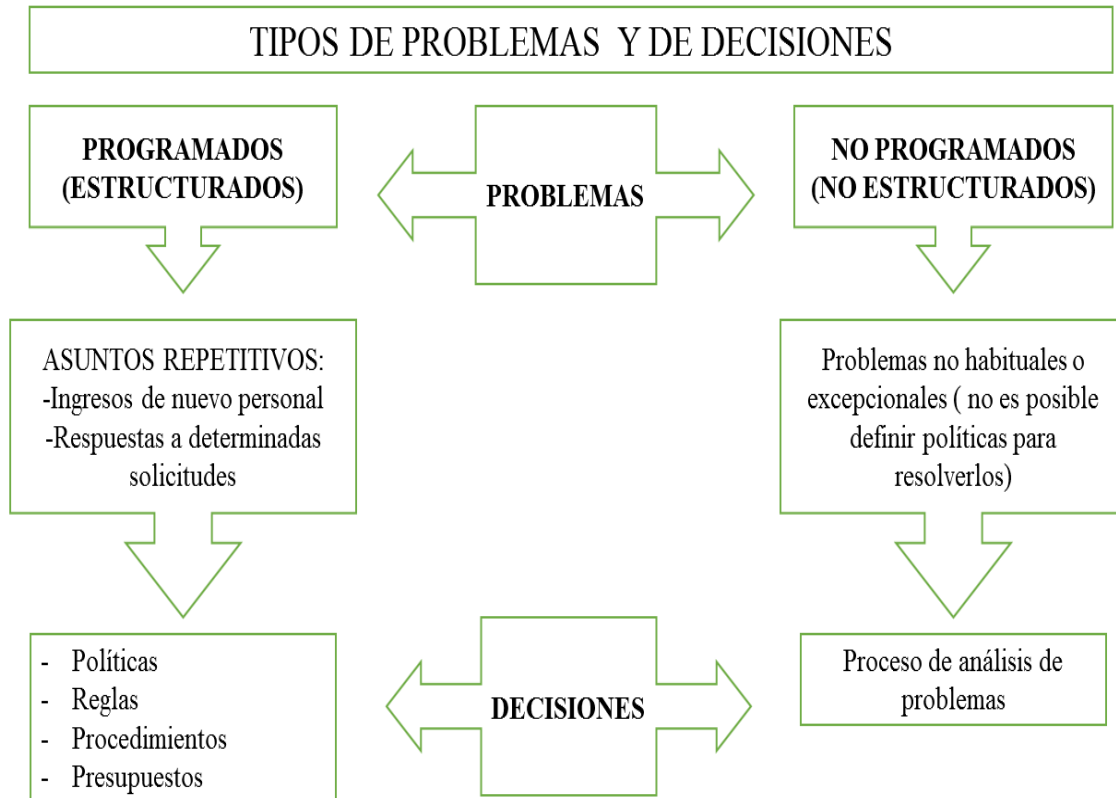 TIPOS DE PROBLEMAS Y DE DECISIONES
PROGRAMADOS
(ESTRUCTURADOS)
PROBLEMAS
NO PROGRAMADOS
(NO ESTRUCTURADOS)
ASUNTOS REPETITIVOS:
-Ingresos de nuevo personal
-Respuestas a determinadas
solicitudes
Problemas no habituales o
excepcionales ( no es posible
definir políticas para
resolverlos)
- Políticas
- Reglas
- Procedimientos
- Presupuestos
DECISIONES
Proceso de análisis de
problemas